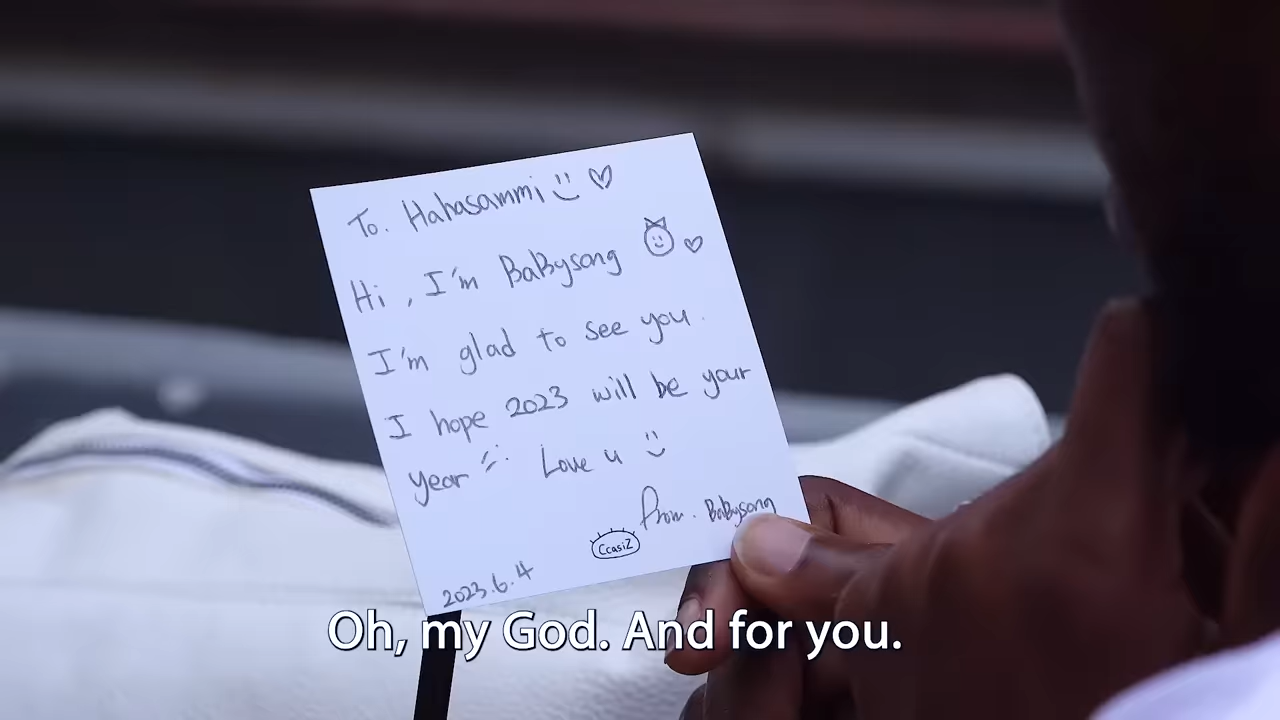 To. Hahasammi
Hi, I'm BaBysong
I'm glad to see you.
I hope 2023 will be your
year Love u
from. BaBysong
CcasiZ
2023.6.4
Oh, my God. And for you.